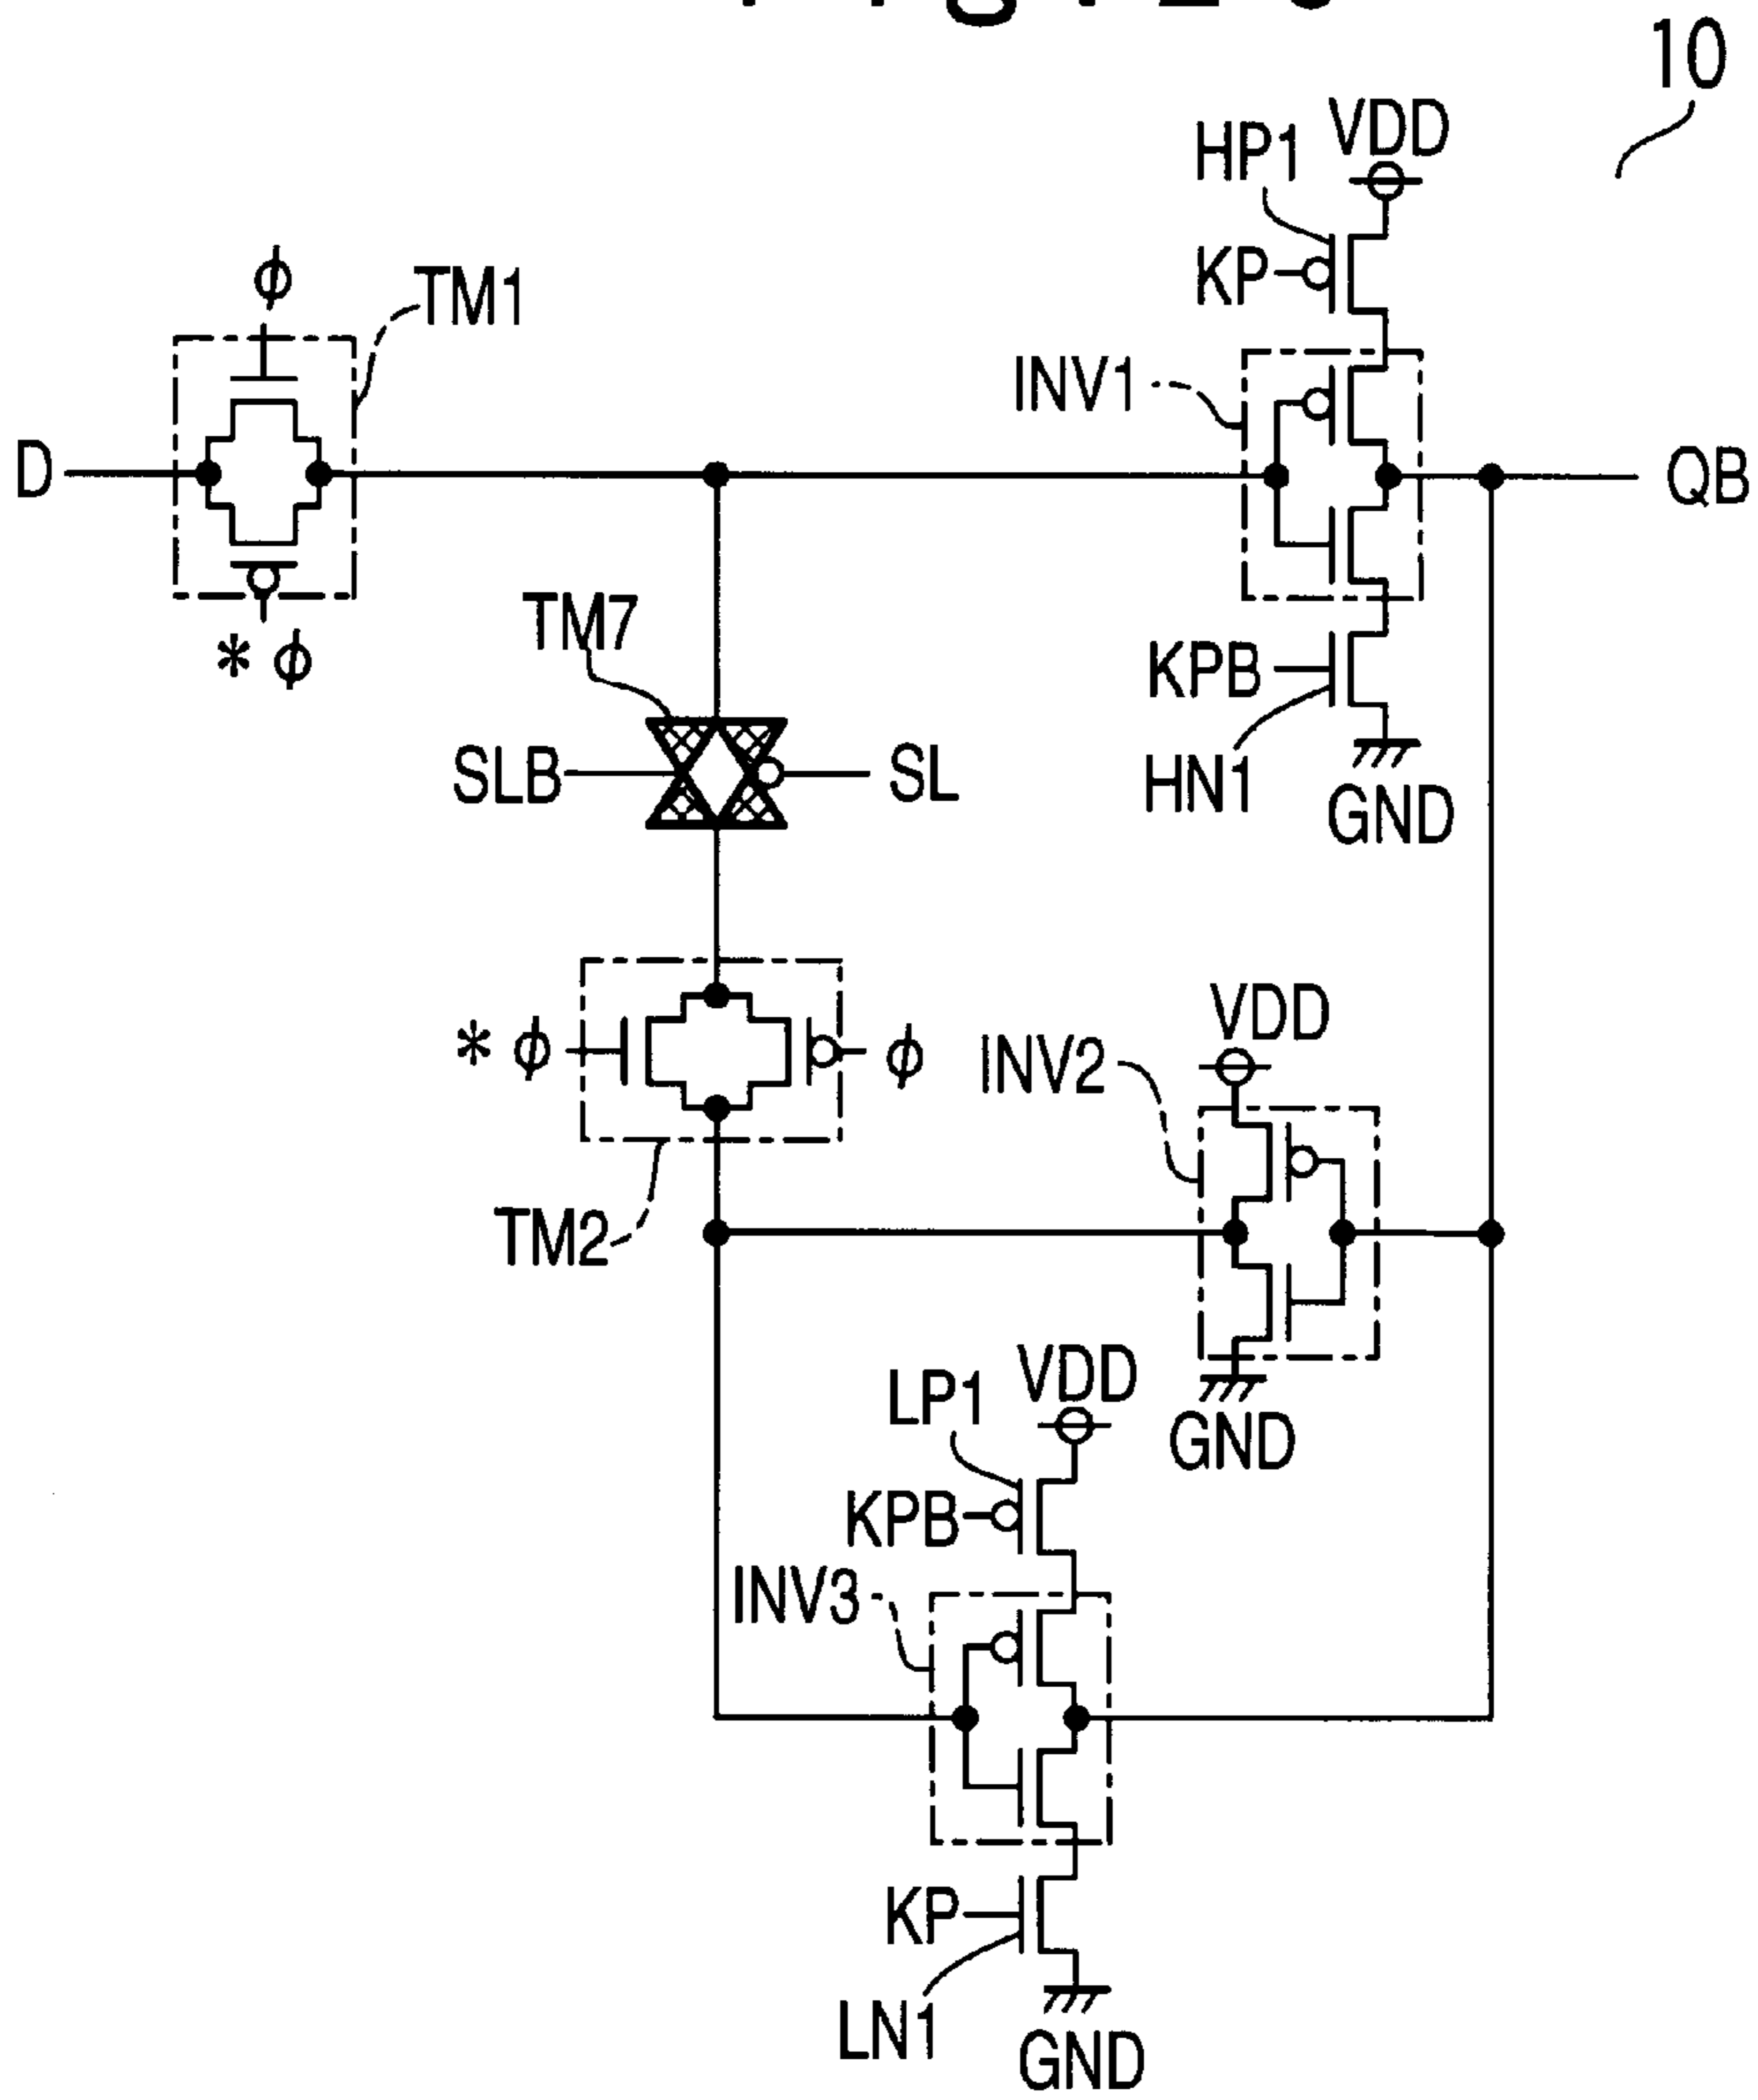 10
VDD
HP1
KP
φ
TM1
INV1
D
QB
* φ
TM7
KPB
SLB
SL
HN1
GND
VDD
* φ
φ
INV2
TM2
VDD
LP1
GND
KPB
INV3
KP
LN1
GND